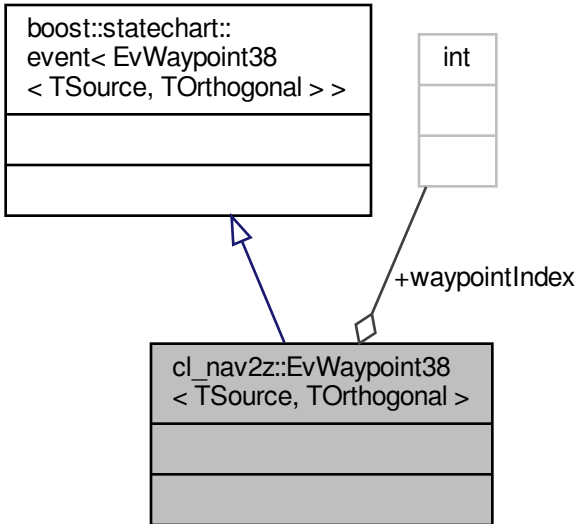 boost::statechart::
event< EvWaypoint38
< TSource, TOrthogonal > >
int
+waypointIndex
cl_nav2z::EvWaypoint38
< TSource, TOrthogonal >